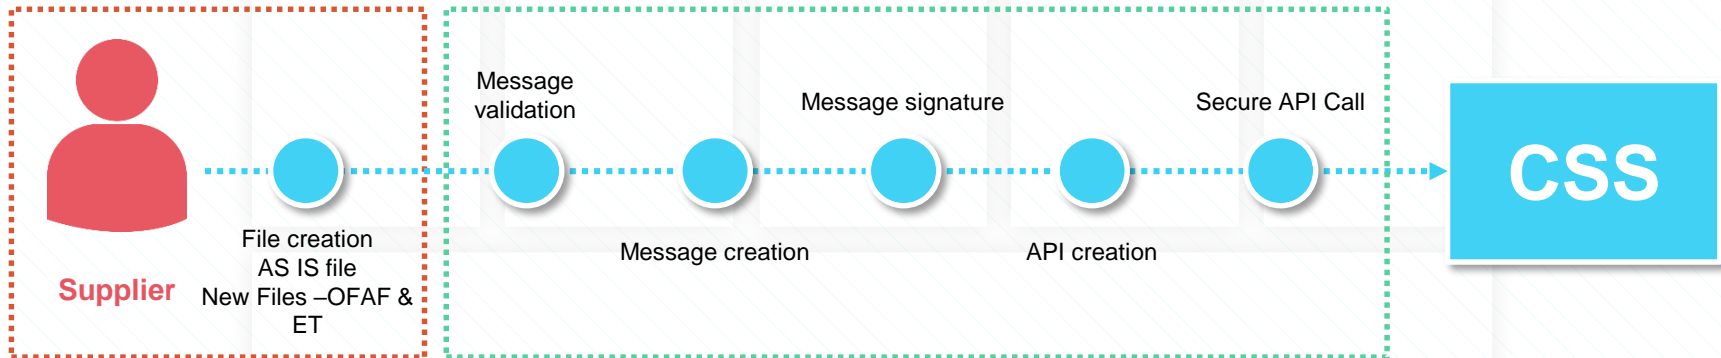 Supplier
File creation
AS IS file
New Files –OFAF &
ET
Message
validation
Message creation
Message signature
API creation
Secure API Call
CSS